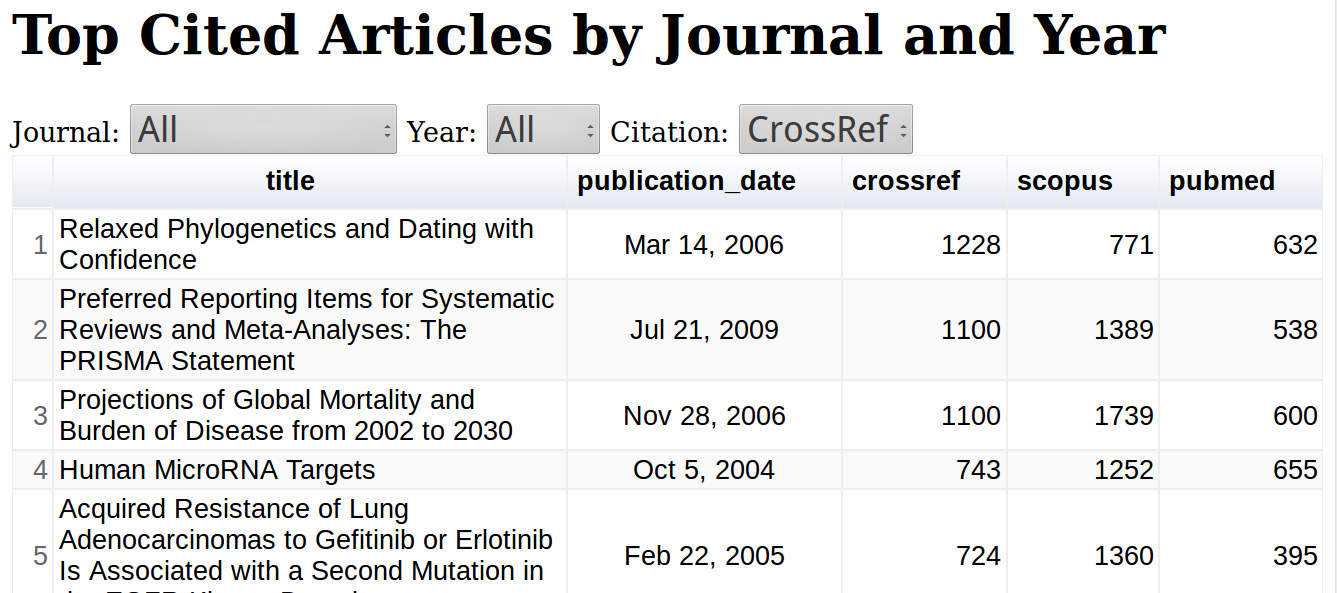 Top Cited Articles by Journal and Year
Journal: All Year: All Citation: CrossRef
title publication_date crossref scopus pubmed
1 Relaxed Phylogenetics and Dating with
Confidence Mar 14, 2006 1228 771 632
2 Preferred Reporting Items for Systematic
Reviews and Meta-Analyses: The
PRISMA Statement Jul 21, 2009 1100 1389 538
3 Projections of Global Mortality and
Burden of Disease from 2002 to 2030 Nov 28, 2006 1100 1739 600
4 Human MicroRNA Targets Oct 5, 2004 743 1252 655
5 Acquired Resistance of Lung
Adenocarcinomas to Gefitinib or Erlotinib
Is Associated with a Second Mutation in Feb 22, 2005 724 1360 395